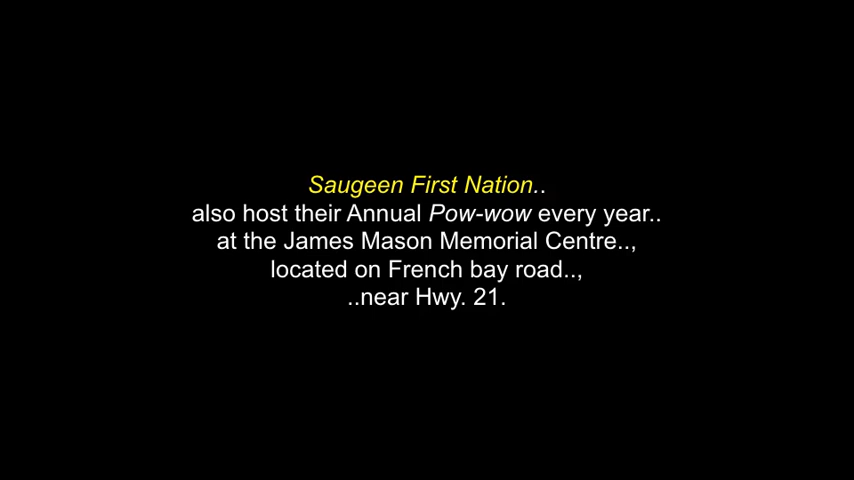 Saugeen First Nation..
also host their Annual Pow-wow every year..
at the James Mason Memorial Centre..,
located on French bay road..,
..near Hwy. 21.